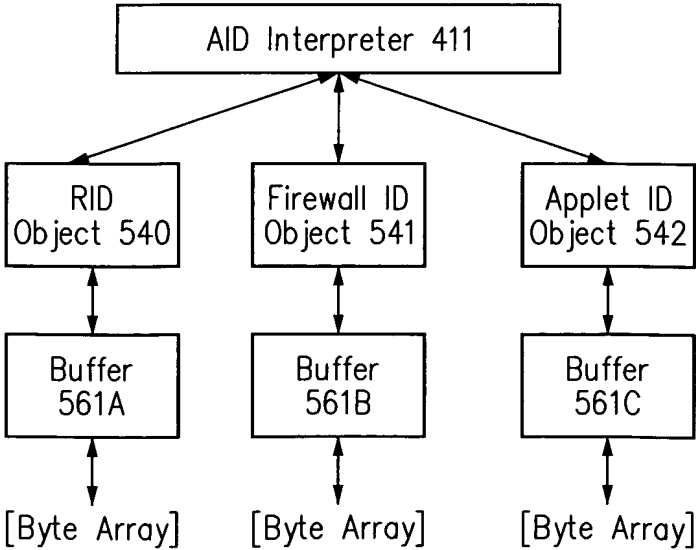 AID Interpreter 411
RID
Object 540
Firewall ID
Object 541
Applet ID
Object 542
Buffer
561A
Buffer
561B
Buffer
561C
[Byte Array]
[Byte Array]
[Byte Array]